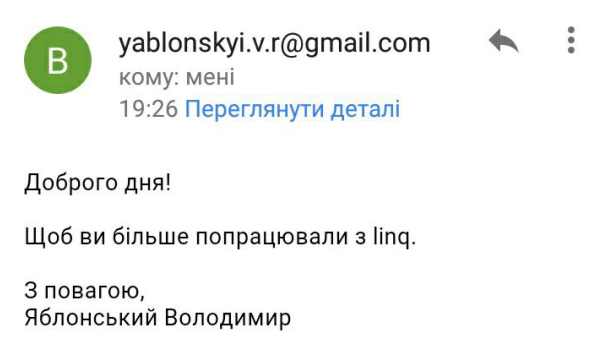 В
yablonskyi.v.r@gmail.com
кому: мені
19:26 Переглянути деталі
Доброго дня!
Щоб ви більше попрацювали з linq.
З повагою,
Яблонський Володимир